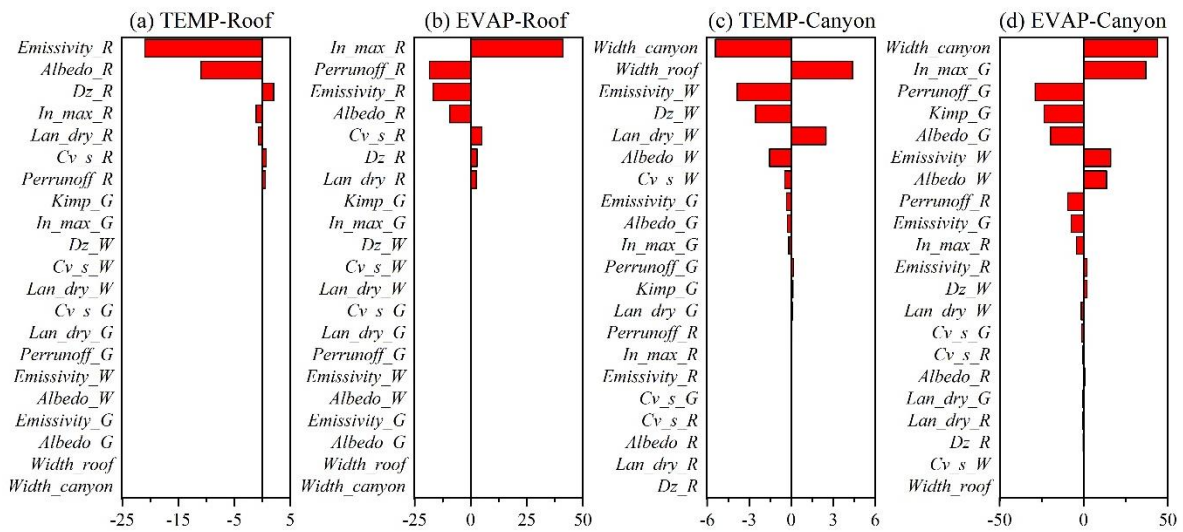 (a) TEMP-Roof
Emissivity_R
Albedo_R
Dz_R
In_max_R
Lan_dry_R
Cv_s_R
Perrunoff_R
Kimp_G
In_max_G
Dz_W
Cv_s_W
Lan_dry_W
Cv_s_G
Lan_dry_G
Perrunoff_G
Emissivity_W
Albedo_W
Emissivity_G
Albedo_G
Width_roof
Width_canyon
-25 -15 -5 5
(b) EVAP-Roof
In_max_R
Perrunoff_R
Emissivity_R
Albedo_R
Cv_s_R
Dz_R
Lan_dry_R
Kimp_G
In_max_G
Dz_W
Cv_s_W
Lan_dry_W
Cv_s_G
Lan_dry_G
Perrunoff_G
Emissivity_W
Albedo_W
Emissivity_G
Albedo_G
Width_roof
Width_canyon
-25 0 25 50
(c) TEMP-Canyon
Width_canyon
Width_roof
Emissivity_W
Dz_W
Lan_dry_W
Albedo_W
Cv_s_W
Emissivity_G
Albedo_G
In_max_G
Perrunoff_G
Kimp_G
Lan_dry_G
Perrunoff_R
In_max_R
Emissivity_R
Cv_s_G
Cv_s_R
Albedo_R
Lan_dry_R
Dz_R
-6 -3 0 3 6
(d) EVAP-Canyon
Width_canyon
In_max_G
Perrunoff_G
Kimp_G
Albedo_G
Emissivity_W
Albedo_W
Perrunoff_R
Emissivity_G
In_max_R
Emissivity_R
Dz_W
Lan_dry_W
Cv_s_G
Cv_s_R
Albedo_R
Lan_dry_G
Lan_dry_R
Dz_R
Cv_s_W
Width_roof
-50 0 50